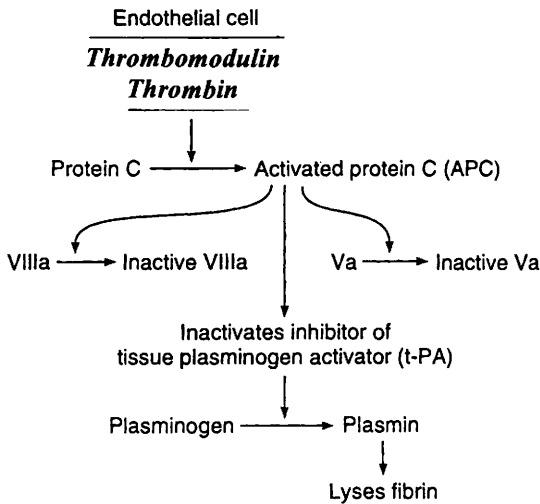 Endothelial cell
Thrombomodulin
Thrombin
Protein C Activated protein C (APC)
VIIIa Inactive VIIIa Va Inactive Va
Inactivates inhibitor of
tissue plasminogen activator (t-PA)
Plasminogen Plasmin
Lyses fibrin